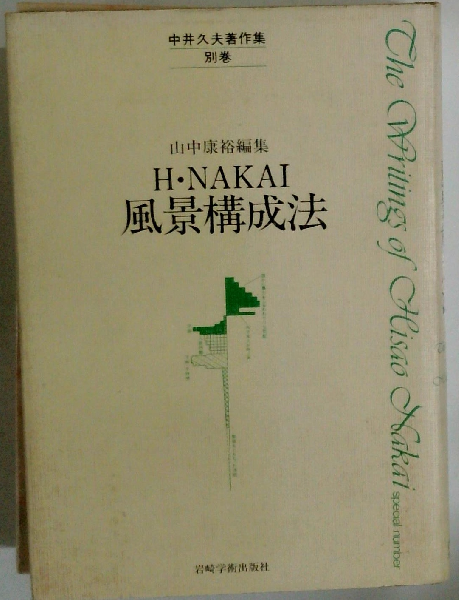 中井久夫著作集
別巻
山中康裕編集
H・NAKAI
風景構成法
岩崎学術出版社
The Writings of Hisao Nakai special number